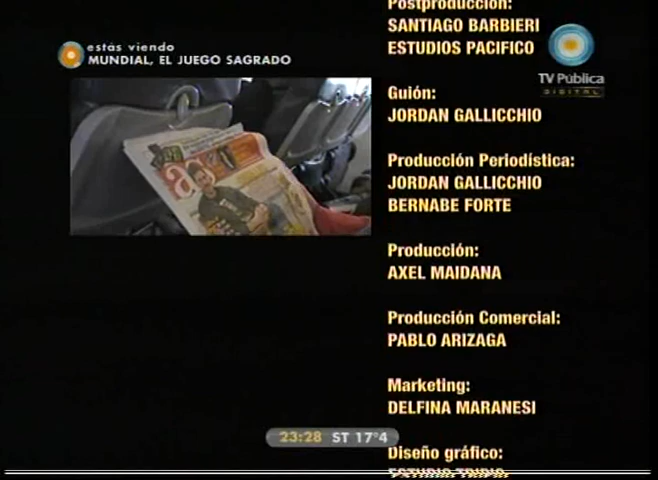 estás viendo
MUNDIAL, EL JUEGO SAGRADO
TV Pública
DIGITAL
as
Postproducción:
SANTIAGO BARBIERI
ESTUDIOS PACIFICO
Guión:
JORDAN GALLICCHIO
Producción Periodística:
JORDAN GALLICCHIO
BERNABE FORTE
Producción:
AXEL MAIDANA
Producción Comercial:
PABLO ARIZAGA
Marketing:
DELFINA MARANESI
Diseño gráfico:
23:28 ST 17°4